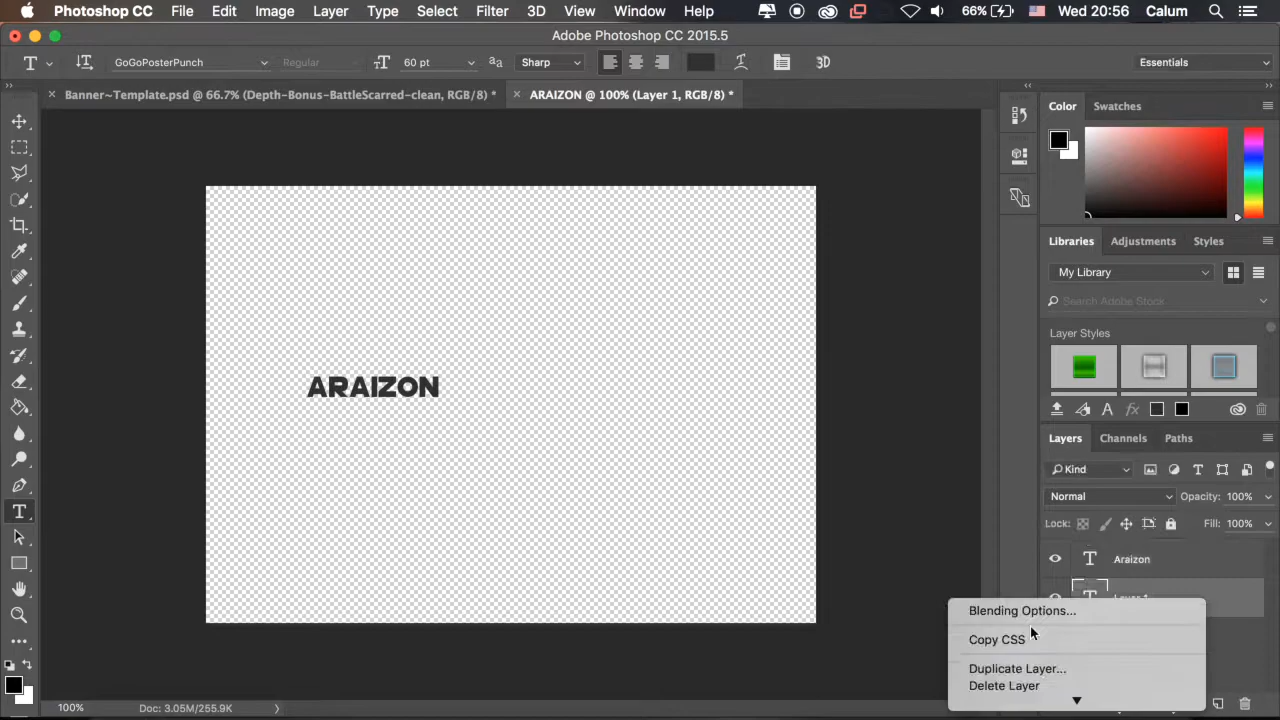 Photoshop CC File Edit Image Layer Type Select Filter 3D View Window Help 66% Wed 20:56 Calum
Adobe Photoshop CC 2015.5
T GoGoPosterPunch Regular 60 pt Sharp 3D Essentials
Banner~Template.psd @ 66.7% (Depth-Bonus-BattleScarred-clean, RGB/8) * ARAIZON @ 100% (Layer 1, RGB/8) *
Color Swatches
Libraries Adjustments Styles
My Library
Search Adobe Stock
Layer Styles
ARAIZON
Layers Channels Paths
Kind
Normal Opacity: 100%
Lock: Fill: 100%
Araizon
Blending Options...
Copy CSS
Duplicate Layer...
Delete Layer
100% Doc: 3.05M/255.9K